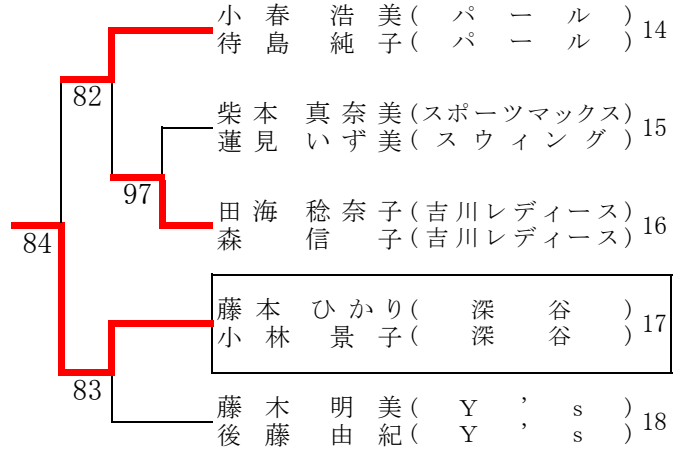 小春 浩美(パール)
待島 純子(パール) 14
82
柴本 真奈美(スポーツマックス)
蓮見 いず美(スウィング) 15
97
田海 稔奈子(吉川レディース)
森 信子(吉川レディース) 16
84
藤本 ひかり(深谷)
小林 景子(深谷) 17
83
藤木 明美(Y's)
後藤 由紀(Y's) 18